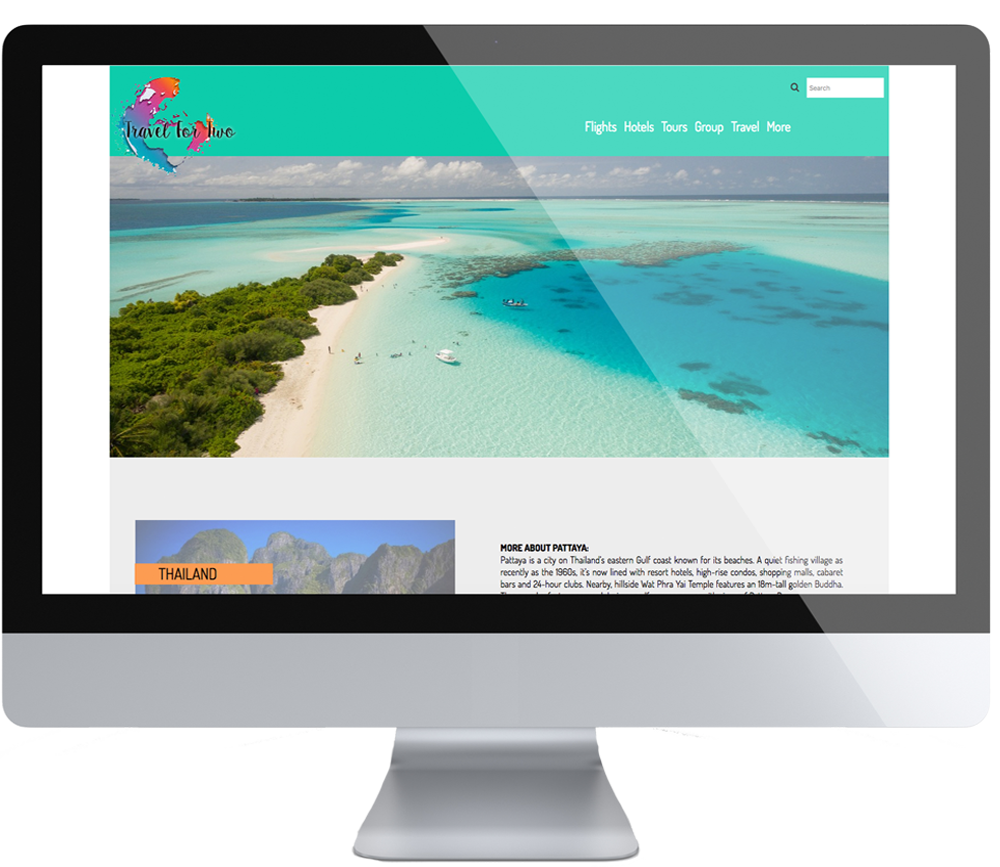 Search
Travel For Two
Flights Hotels Tours Group Travel More
MORE ABOUT PATTAYA:
Pattaya is a city on Thailand's eastern Gulf coast known for its beaches. A quiet fishing village as
recently as the 1960s, it's now lined with resort hotels, high-rise condos, shopping malls, cabaret
bars and 24-hour clubs. Nearby, hillside Wat Phra Yai Temple features an 18m-tall golden Buddha.
THAILAND